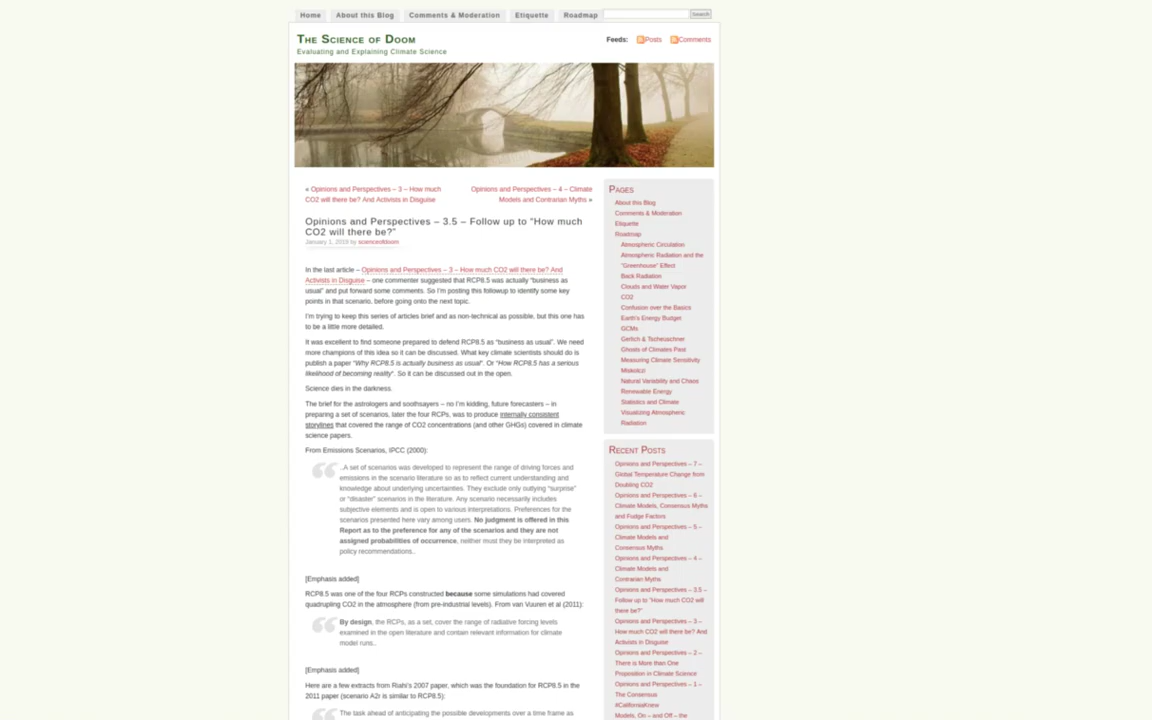 Home
About this Blog
Comments & Moderation
Etiquette
Roadmap
Search
The Science of Doom
Evaluating and Explaining Climate Science
Feeds: Posts Comments
« Opinions and Perspectives – 3 – How much
CO2 will there be? And Activists in Disguise
Opinions and Perspectives – 4 – Climate
Models and Contrarian Myths »
Opinions and Perspectives – 3.5 – Follow up to “How much
CO2 will there be?”
January 1, 2019 by scienceofdoom
In the last article – Opinions and Perspectives – 3 – How much CO2 will there be? And
Activists in Disguise – one commenter suggested that RCP8.5 was actually “business as
usual” and put forward some comments. So I’m posting this followup to identify some key
points in that scenario, before going onto the next topic.
I’m trying to keep this series of articles brief and as non-technical as possible, but this one has
to be a little more detailed.
It was excellent to find someone prepared to defend RCP8.5 as “business as usual”. We need
more champions of this idea so it can be discussed. What key climate scientists should do is
publish a paper “Why RCP8.5 is actually business as usual”. Or “How RCP8.5 has a serious
likelihood of becoming reality”. So it can be discussed out in the open.
Science dies in the darkness.
The brief for the astrologers and soothsayers – no I’m kidding, future forecasters – in
preparing a set of scenarios, later the four RCPs, was to produce internally consistent
storylines that covered the range of CO2 concentrations (and other GHGs) covered in climate
science papers.
From Emissions Scenarios, IPCC (2000):
..A set of scenarios was developed to represent the range of driving forces and
emissions in the scenario literature so as to reflect current understanding and
knowledge about underlying uncertainties. They exclude only outlying “surprise”
or “disaster” scenarios in the literature. Any scenario necessarily includes
subjective elements and is open to various interpretations. Preferences for the
scenarios presented here vary among users. No judgment is offered in this
Report as to the preference for any of the scenarios and they are not
assigned probabilities of occurrence, neither must they be interpreted as
policy recommendations..
[Emphasis added]
RCP8.5 was one of the four RCPs constructed because some simulations had covered
quadrupling CO2 in the atmosphere (from pre-industrial levels). From van Vuuren et al (2011):
By design, the RCPs, as a set, cover the range of radiative forcing levels
examined in the open literature and contain relevant information for climate
model runs..
[Emphasis added]
Here are a few extracts from Riahi’s 2007 paper, which was the foundation for RCP8.5 in the
2011 paper (scenario A2r is similar to RCP8.5):
The task ahead of anticipating the possible developments over a time frame as
Pages
About this Blog
Comments & Moderation
Etiquette
Roadmap
Atmospheric Circulation
Atmospheric Radiation and the
“Greenhouse” Effect
Back Radiation
Clouds and Water Vapor
CO2
Confusion over the Basics
Earth’s Energy Budget
GCMs
Gerlich & Tscheuschner
Ghosts of Climates Past
Measuring Climate Sensitivity
Miskolczi
Natural Variability and Chaos
Renewable Energy
Statistics and Climate
Visualizing Atmospheric
Radiation
Recent Posts
Opinions and Perspectives – 7 –
Global Temperature Change from
Doubling CO2
Opinions and Perspectives – 6 –
Climate Models, Consensus Myths
and Fudge Factors
Opinions and Perspectives – 5 –
Climate Models and
Consensus Myths
Opinions and Perspectives – 4 –
Climate Models and
Contrarian Myths
Opinions and Perspectives – 3.5 –
Follow up to “How much CO2 will
there be?”
Opinions and Perspectives – 3 –
How much CO2 will there be? And
Activists in Disguise
Opinions and Perspectives – 2 –
There is More than One
Proposition in Climate Science
Opinions and Perspectives – 1 –
The Consensus
#CaliforniaKnew
Models, On – and Off – the